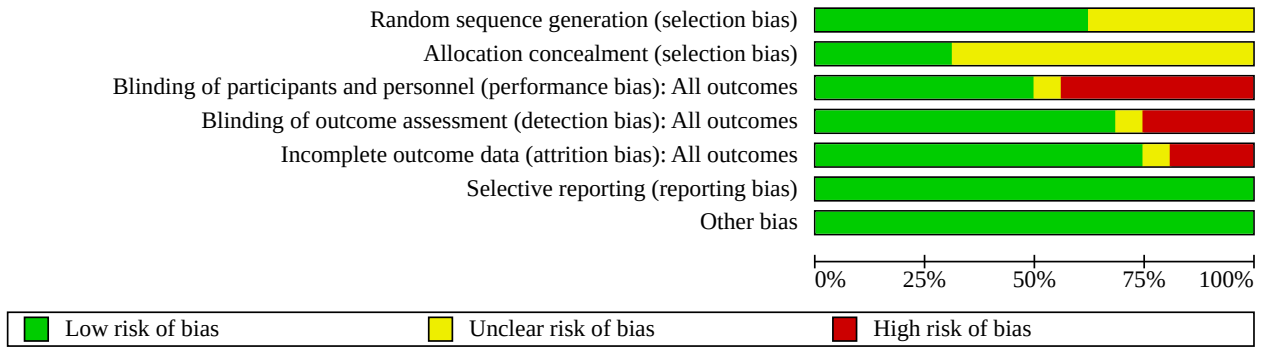 Random sequence generation (selection bias)
Allocation concealment (selection bias)
Blinding of participants and personnel (performance bias): All outcomes
Blinding of outcome assessment (detection bias): All outcomes
Incomplete outcome data (attrition bias): All outcomes
Selective reporting (reporting bias)
Other bias
0% 25% 50% 75% 100%
Low risk of bias Unclear risk of bias High risk of bias